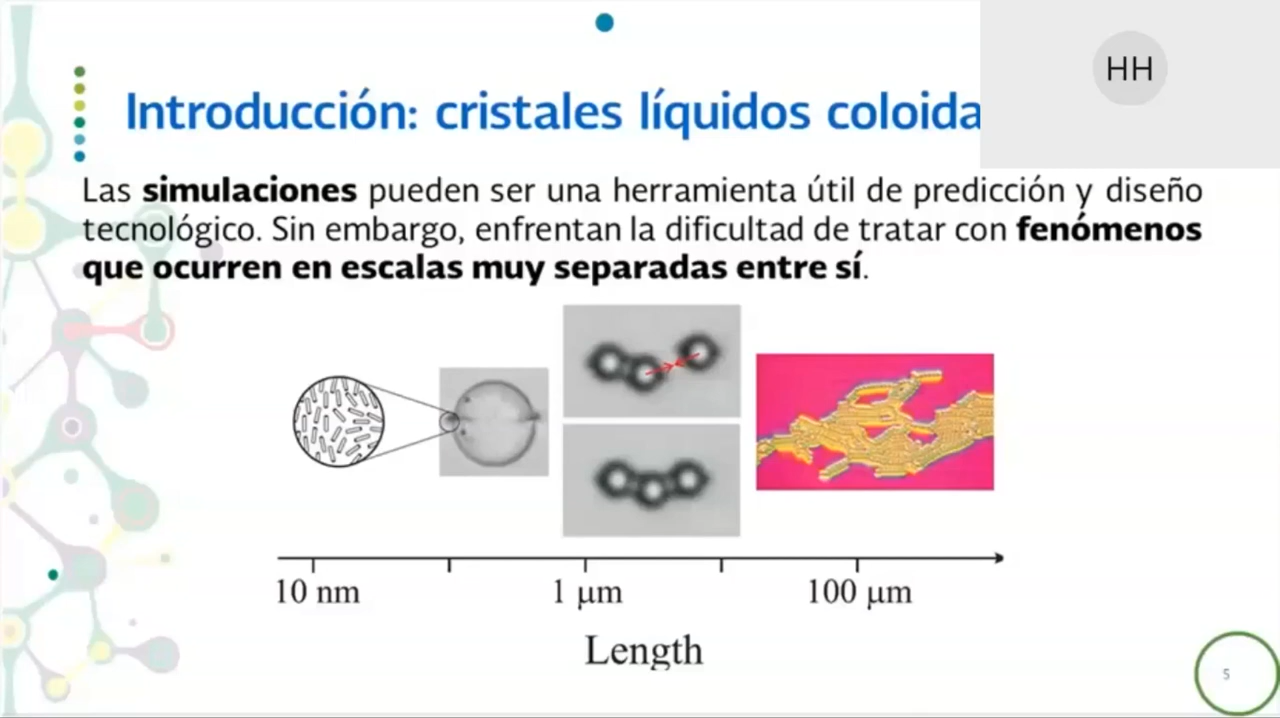 HH
Introducción: cristales líquidos coloida
Las simulaciones pueden ser una herramienta útil de predicción y diseño
tecnológico. Sin embargo, enfrentan la dificultad de tratar con fenómenos
que ocurren en escalas muy separadas entre sí.
10 nm
1 μm
100 μm
Length
5